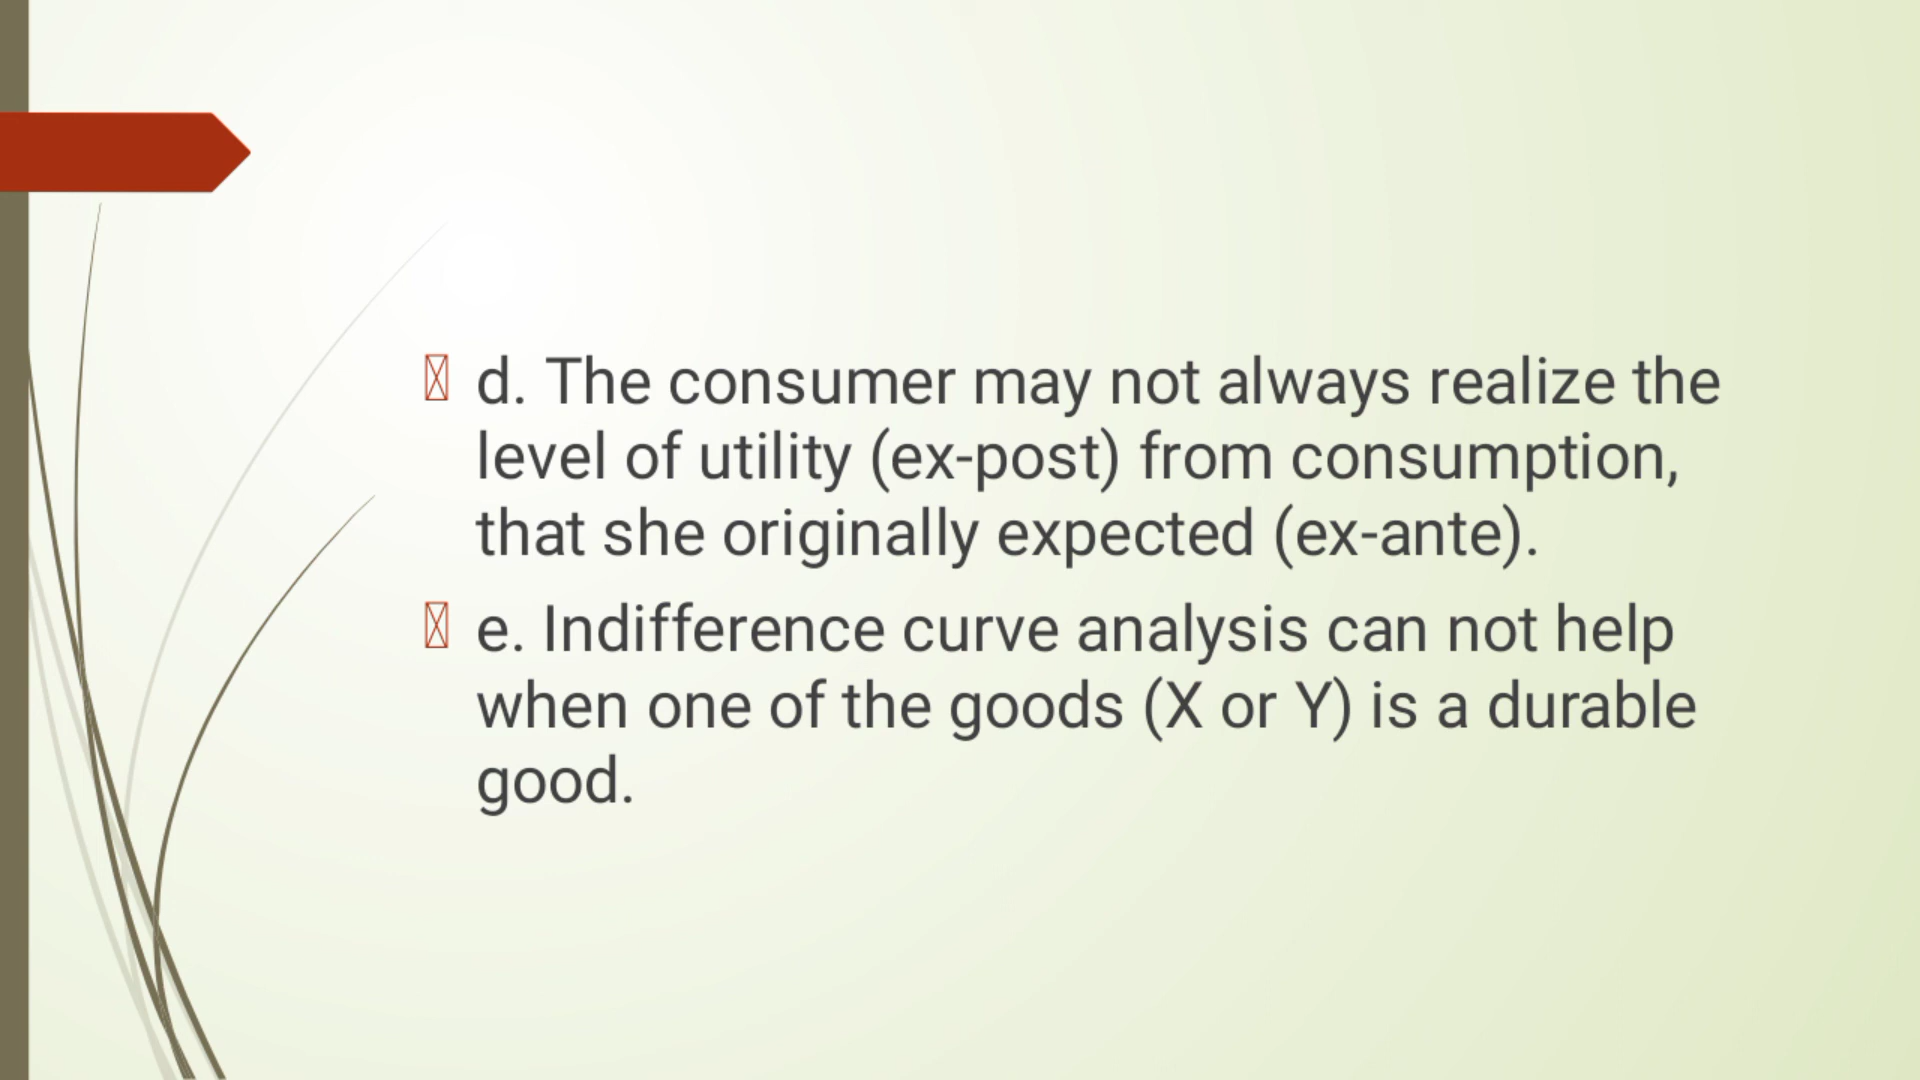 d. The consumer may not always realize the
level of utility (ex-post) from consumption,
that she originally expected (ex-ante).
e. Indifference curve analysis can not help
when one of the goods (X or Y) is a durable
good.